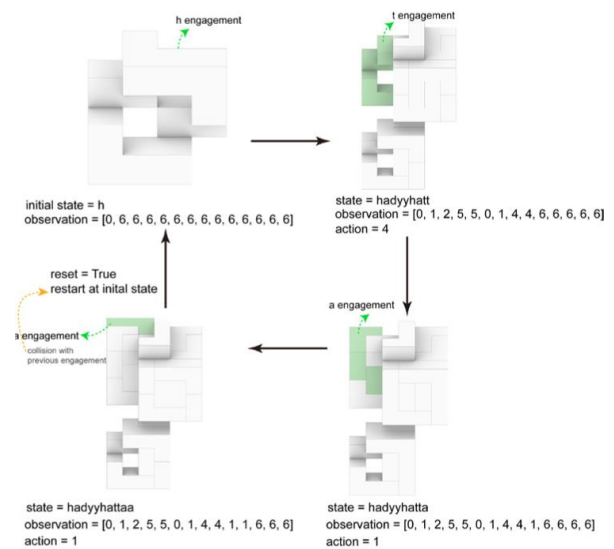 h engagement
t engagement
initial state = h
observation = [0, 6, 6, 6, 6, 6, 6, 6, 6, 6, 6, 6, 6, 6]
state = hadyyhatt
observation = [0, 1, 2, 5, 5, 0, 1, 4, 4, 6, 6, 6, 6, 6]
action = 4
reset = True
restart at inital state
a engagement
a engagement
collision with
previous engagement
state = hadyyhattaa
observation = [0, 1, 2, 5, 5, 0, 1, 4, 4, 1, 1, 6, 6, 6]
action = 1
state = hadyyhatta
observation = [0, 1, 2, 5, 5, 0, 1, 4, 4, 1, 6, 6, 6, 6]
action = 1